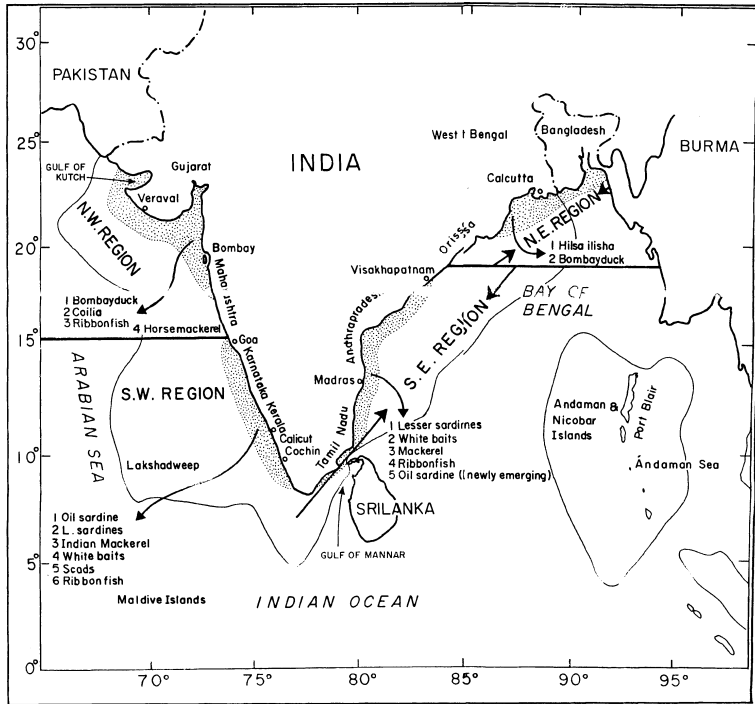 30°
25°
20°
15°
10°
5°
0°
70°
75°
80°
85°
90°
95°
PAKISTAN
INDIA
West Bengal
Bangladesh
BURMA
GULF OF
KUTCH
Gujarat
Veraval
Calcutta
N.W. REGION
N.E. REGION
Orissa
1 Hilsa ilisha
2 Bombayduck
Bombay
Maharashtra
Visakhapatnam
BAY OF
BENGAL
1 Bombayduck
2 Coilia
3 Ribbonfish
4 Horsemackerel
Goa
Andhrapradesh
S.E. REGION
ARABIAN SEA
S.W. REGION
Karnataka
Kerala
Madras
Tamil Nadu
Calicut
Cochin
Lakshadweep
1 Lesser sardirnes
2 White baits
3 Mackerel
4 Ribbonfish
5 Oil sardine ((newly emerging)
Andaman &
Nicobar
Islands
Port Blair
Andaman Sea
SRILANKA
GULF OF MANNAR
1 Oil sardine
2 L. sardines
3 Indian Mackerel
4 White baits
5 Scads
6 Ribbonfish
Maldive Islands
INDIAN OCEAN